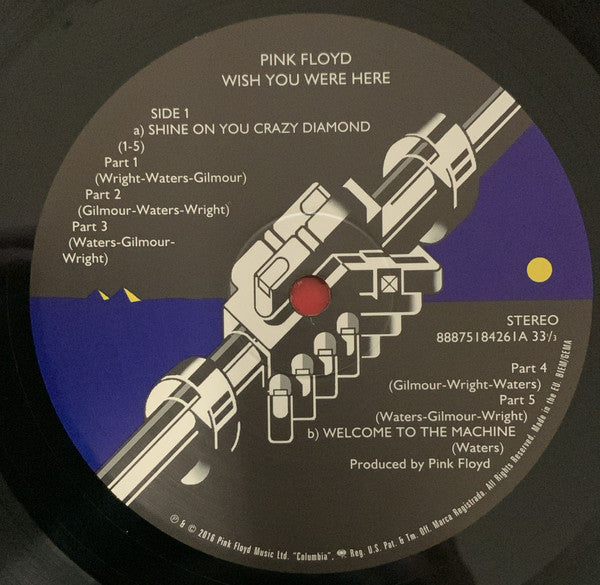 PINK FLOYD
WISH YOU WERE HERE
SIDE 1
a) SHINE ON YOU CRAZY DIAMOND
(1-5)
Part 1
(Wright-Waters-Gilmour)
Part 2
(Gilmour-Waters-Wright)
Part 3
(Waters-Gilmour-
Wright)
STEREO
88875184261A 33⅓
Part 4
(Gilmour-Wright-Waters)
Part 5
(Waters-Gilmour-Wright)
b) WELCOME TO THE MACHINE
(Waters)
Produced by Pink Floyd
℗ & © 2016 Pink Floyd Music Ltd. "Columbia", Reg. U.S. Pat. & Tm. Off. Marca Registrada. All Rights Reserved. Made in the EU. BIEM/GEMA